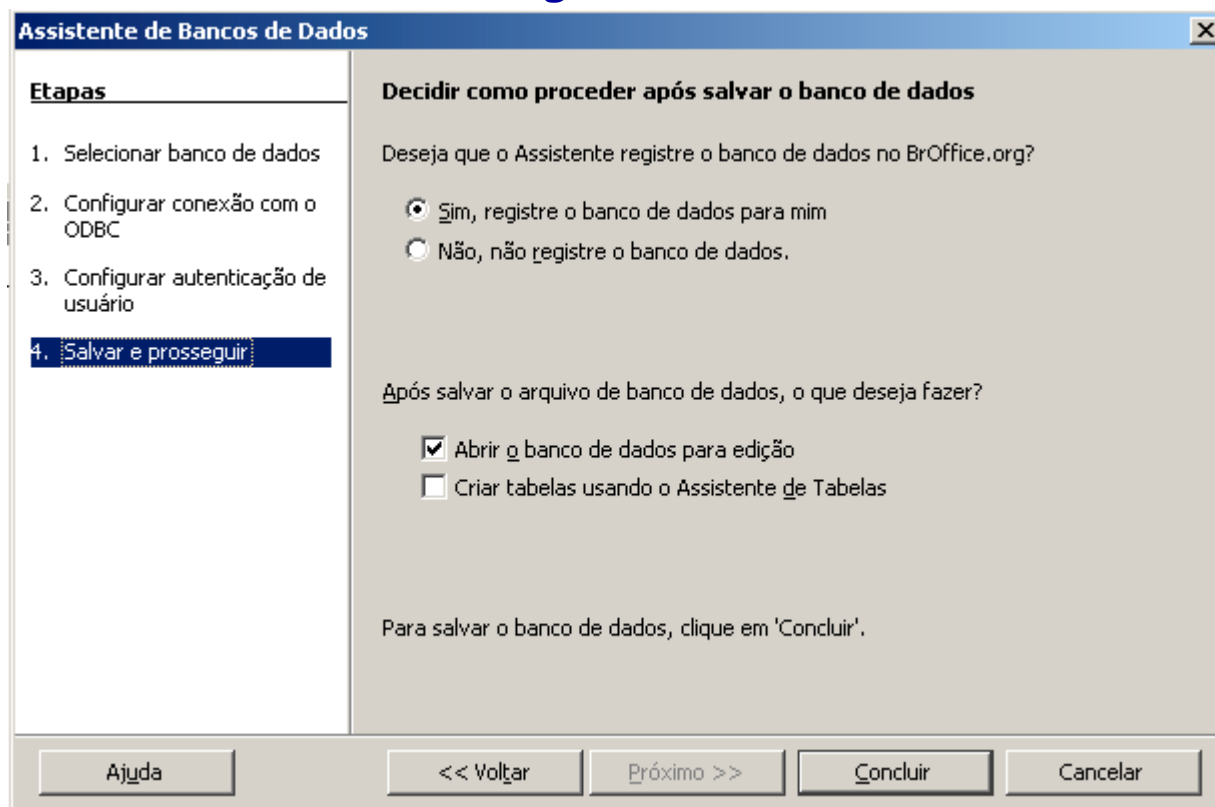 Assistente de Bancos de Dados
Etapas
1. Selecionar banco de dados
2. Configurar conexão com o
ODBC
3. Configurar autenticação de
usuário
4. Salvar e prosseguir
Decidir como proceder após salvar o banco de dados
Deseja que o Assistente registre o banco de dados no BrOffice.org?
Sim, registre o banco de dados para mim
Não, não registre o banco de dados.
Após salvar o arquivo de banco de dados, o que deseja fazer?
Abrir o banco de dados para edição
Criar tabelas usando o Assistente de Tabelas
Para salvar o banco de dados, clique em 'Concluir'.
Ajuda
<< Voltar
Próximo >>
Concluir
Cancelar